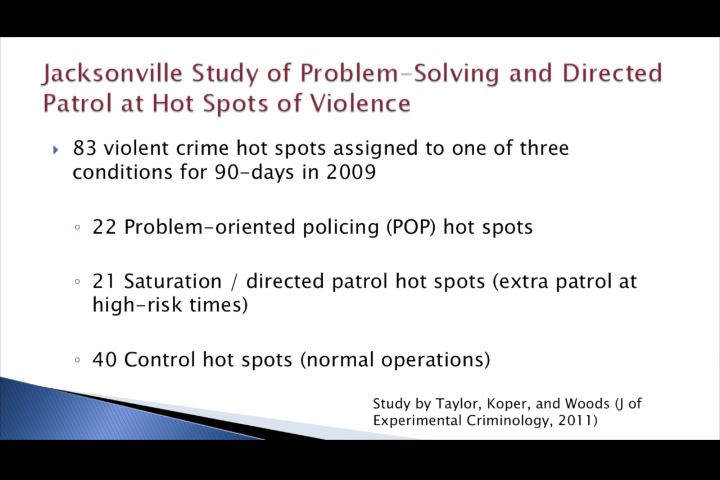 Jacksonville Study of Problem-Solving and Directed
Patrol at Hot Spots of Violence
83 violent crime hot spots assigned to one of three
conditions for 90-days in 2009
22 Problem-oriented policing (POP) hot spots
21 Saturation / directed patrol hot spots (extra patrol at
high-risk times)
40 Control hot spots (normal operations)
Study by Taylor, Koper, and Woods (J of
Experimental Criminology, 2011)